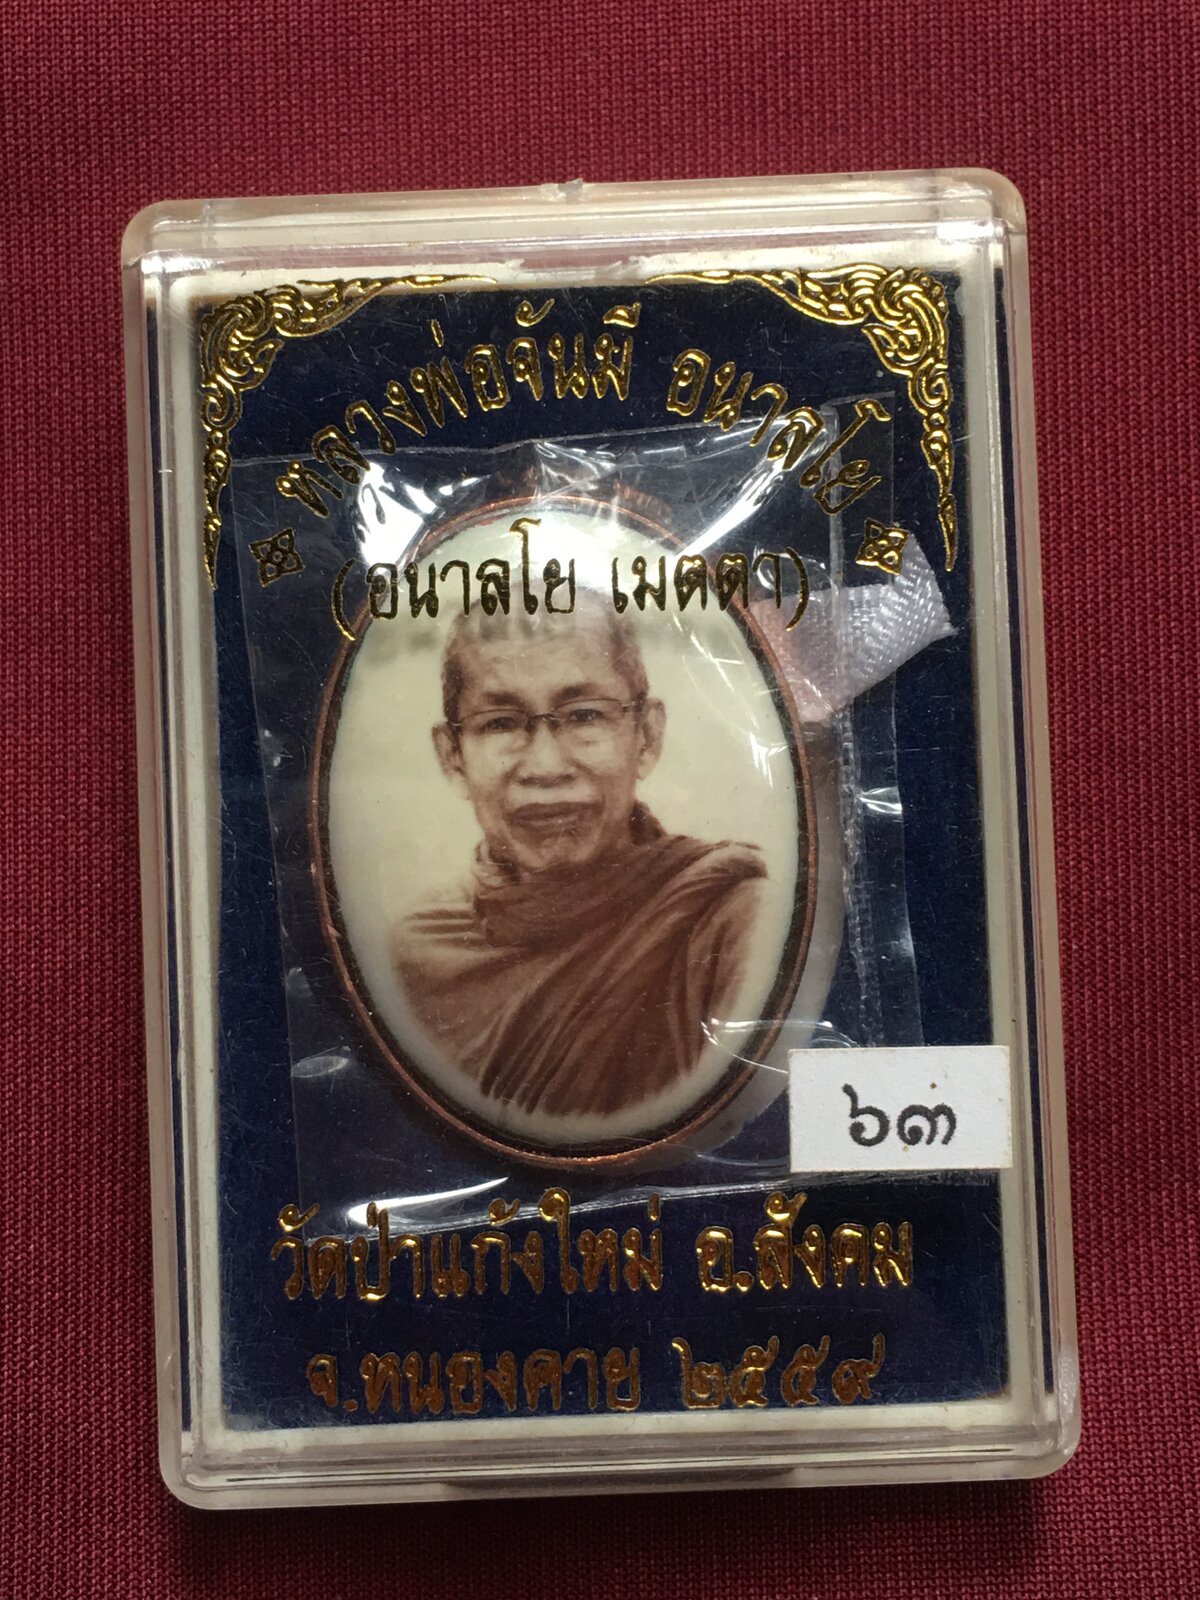 หลวงพ่อจันมี อนาลโย
(อนาลโย เมตตา)
๖๓
วัดป่าแก้งใหม่ อ.สังคม
จ.หนองคาย ๒๕๕๙